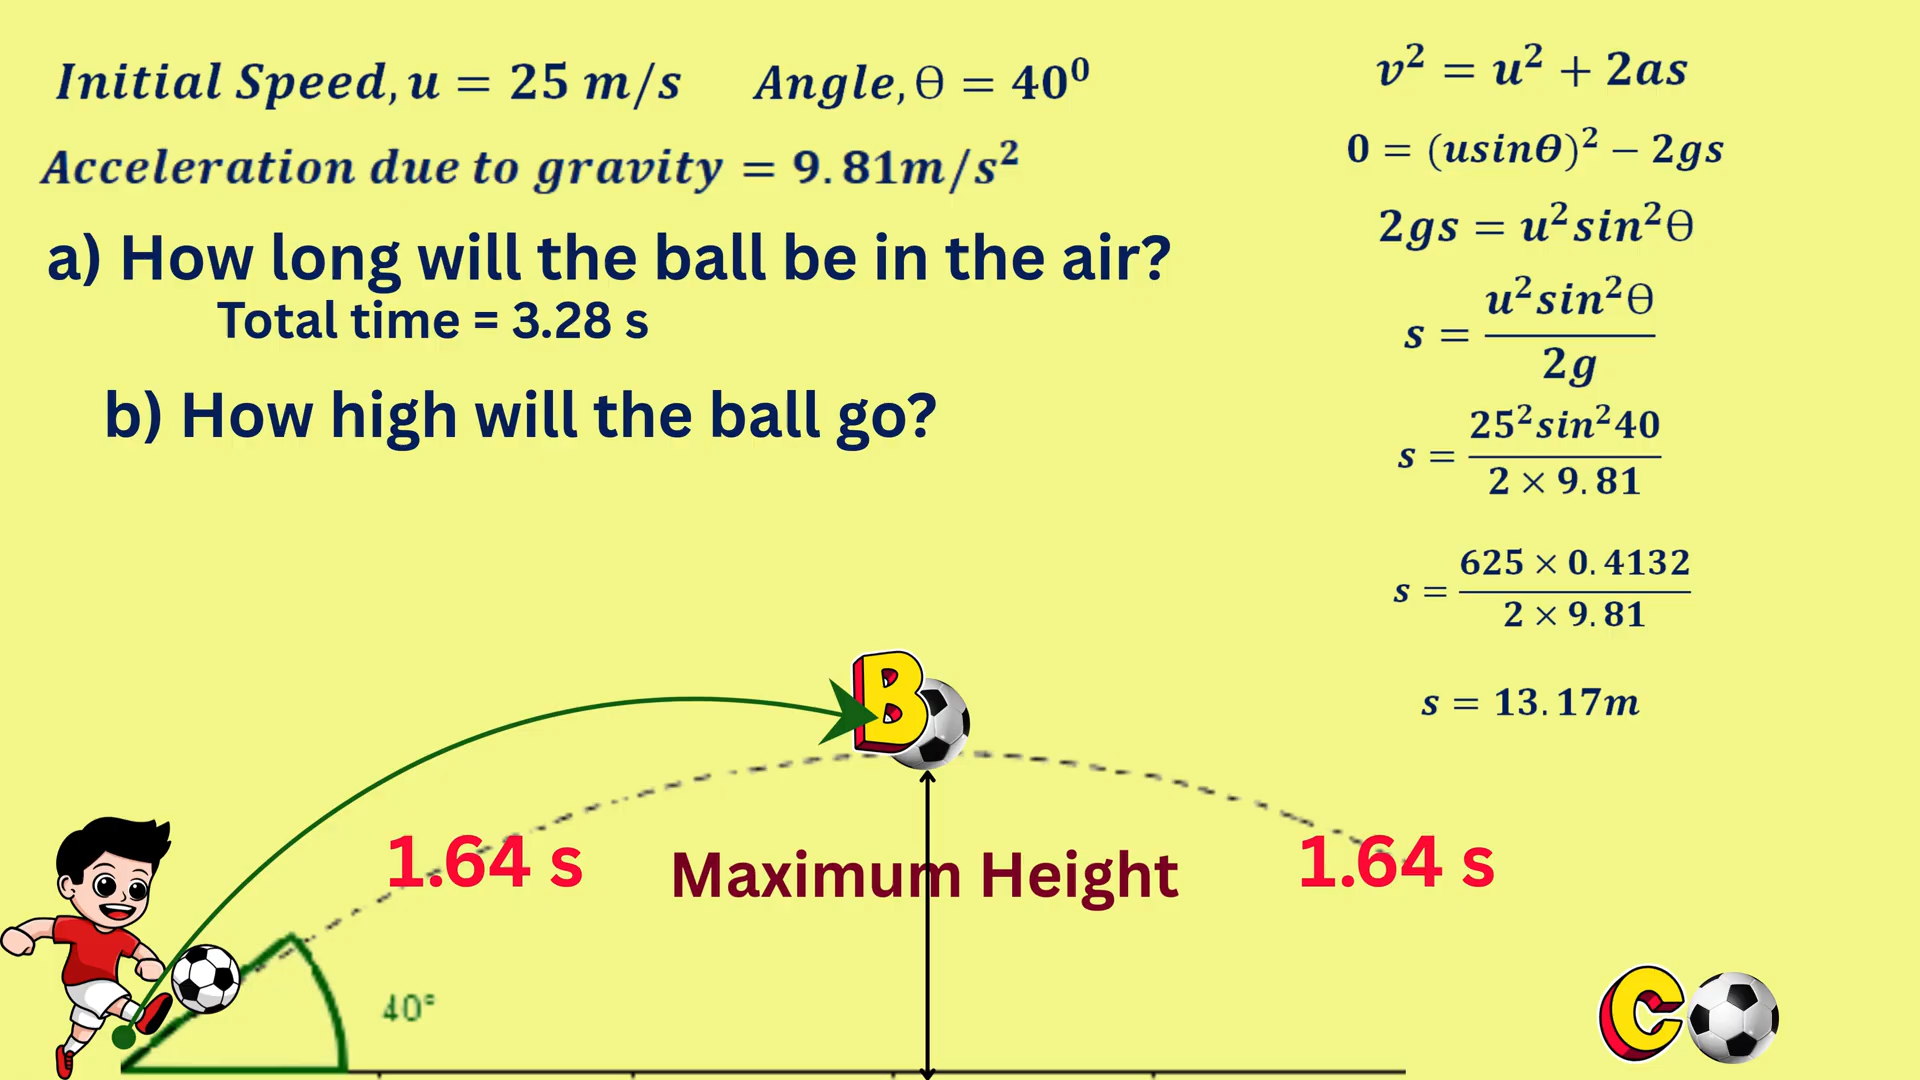 Initial Speed, u = 25 m/s Angle, Θ = 40⁰
Acceleration due to gravity = 9.81m/s²
a) How long will the ball be in the air?
Total time = 3.28 s
b) How high will the ball go?
v² = u² + 2as
0 = (usinΘ)² − 2gs
2gs = u²sin²Θ
s = u²sin²Θ / 2g
s = 25²sin²40 / 2 × 9.81
s = 625 × 0.4132 / 2 × 9.81
s = 13.17m
B
1.64 s
Maximum Height
1.64 s
40°
C